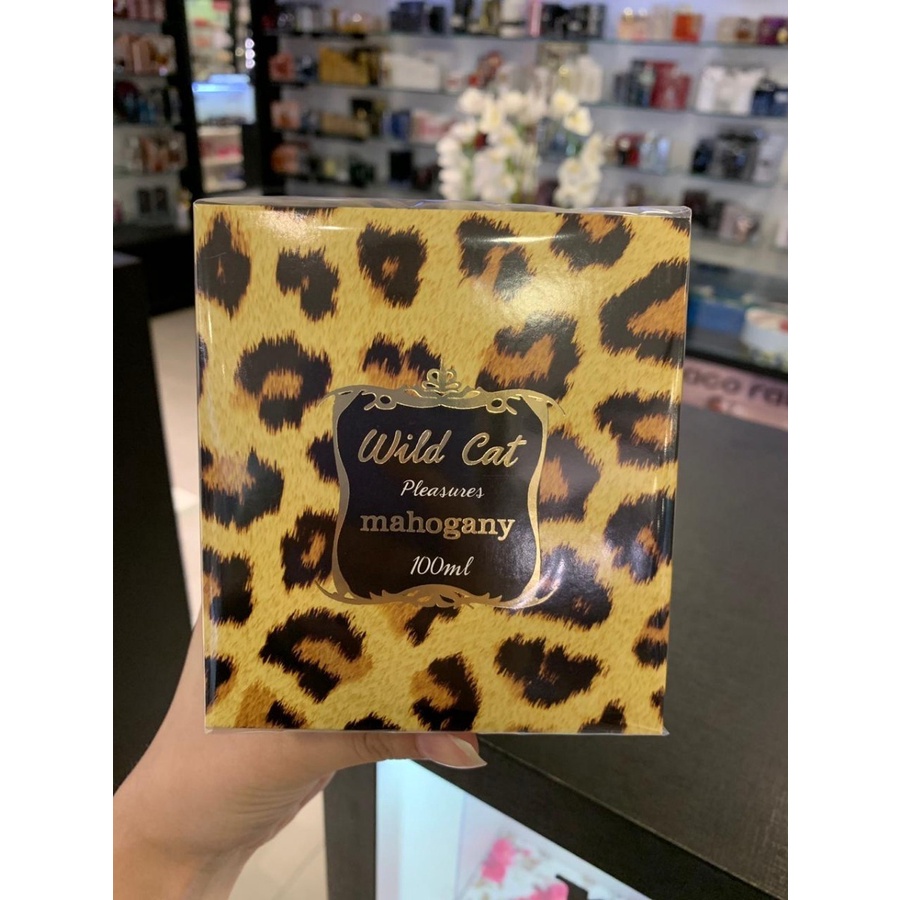 Wild Cat
Pleasures
mahogany
100ml